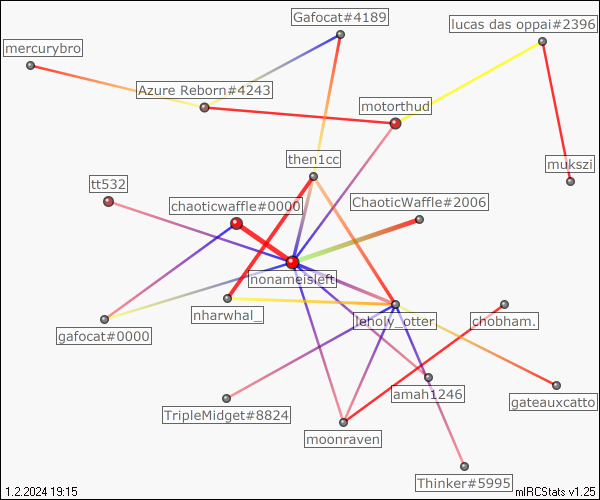 Gafocat#4189
lucas das oppai#2396
mercurybro
Azure Reborn#4243
motorthud
then1cc
mukszi
tt532
chaoticwaffle#0000
ChaoticWaffle#2006
nonameisleft
nharwhal_
leholy_otter
chobham.
gafocat#0000
amah1246
gateauxcatto
TripleMidget#8824
moonraven
Thinker#5995
1.2.2024 19:15
mIRCStats v1.25